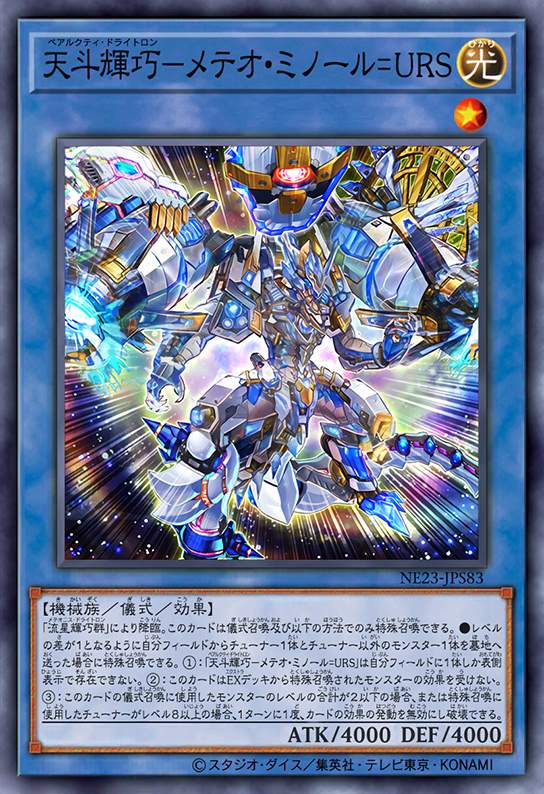 ベアルクティ・ドライトロン
天斗輝巧-メテオ・ミノール=URS
ひかり
光
NE23-JPS83
【機械族/儀式/効果】
「流星輝巧群」により降臨。このカードは儀式召喚及び以下の方法でのみ特殊召喚できる。●レベル
の差が1となるように自分フィールドからチューナー1体とチューナー以外のモンスター1体を墓地へ
送った場合に特殊召喚できる。①:「天斗輝巧-メテオ・ミノール=URS」は自分フィールドに1体しか表側
表示で存在できない。②:このカードはEXデッキから特殊召喚されたモンスターの効果を受けない。
③:このカードの儀式召喚に使用したモンスターのレベルの合計が2以下の場合、または特殊召喚に
使用したチューナーがレベル8以上の場合、1ターンに1度、カードの効果の発動を無効にし破壊できる。
ATK/4000 DEF/4000
©スタジオ・ダイス/集英社・テレビ東京・KONAMI